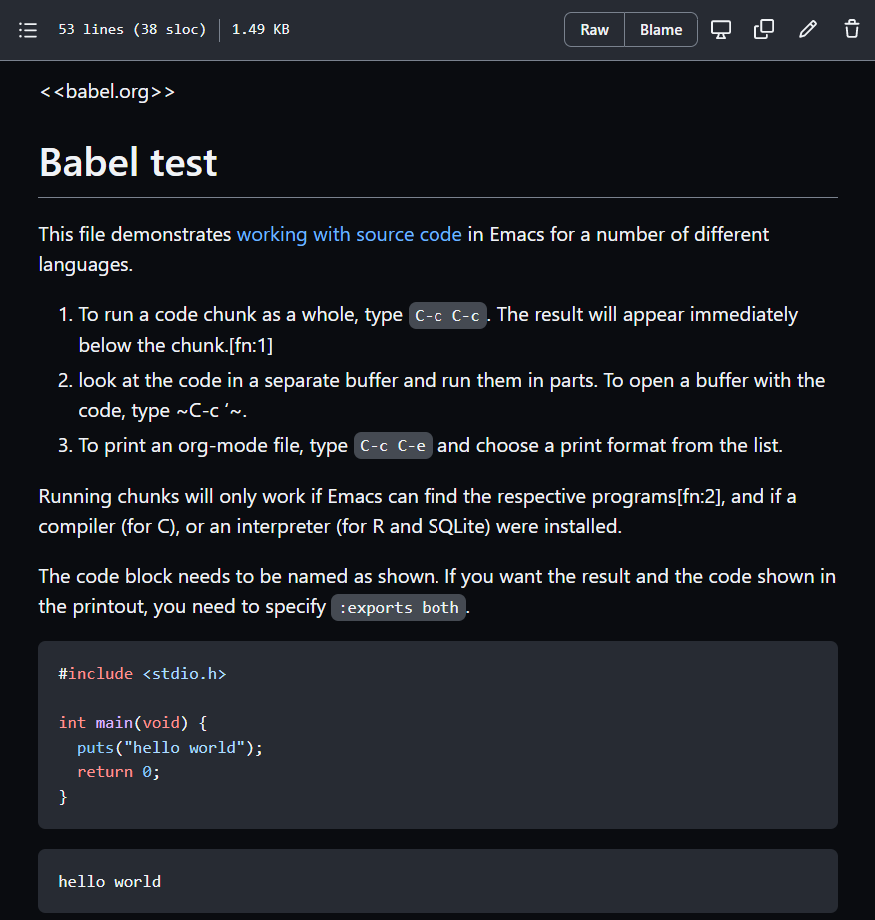 53 lines (38 sloc) 1.49 KB Raw Blame
<<babel.org>>
Babel test
This file demonstrates working with source code in Emacs for a number of different
languages.
1. To run a code chunk as a whole, type C-c C-c. The result will appear immediately
below the chunk.[fn:1]
2. look at the code in a separate buffer and run them in parts. To open a buffer with the
code, type ~C-c ‘~.
3. To print an org-mode file, type C-c C-e and choose a print format from the list.
Running chunks will only work if Emacs can find the respective programs[fn:2], and if a
compiler (for C), or an interpreter (for R and SQLite) were installed.
The code block needs to be named as shown. If you want the result and the code shown in
the printout, you need to specify :exports both.
#include <stdio.h>
int main(void) {
  puts("hello world");
  return 0;
}
hello world